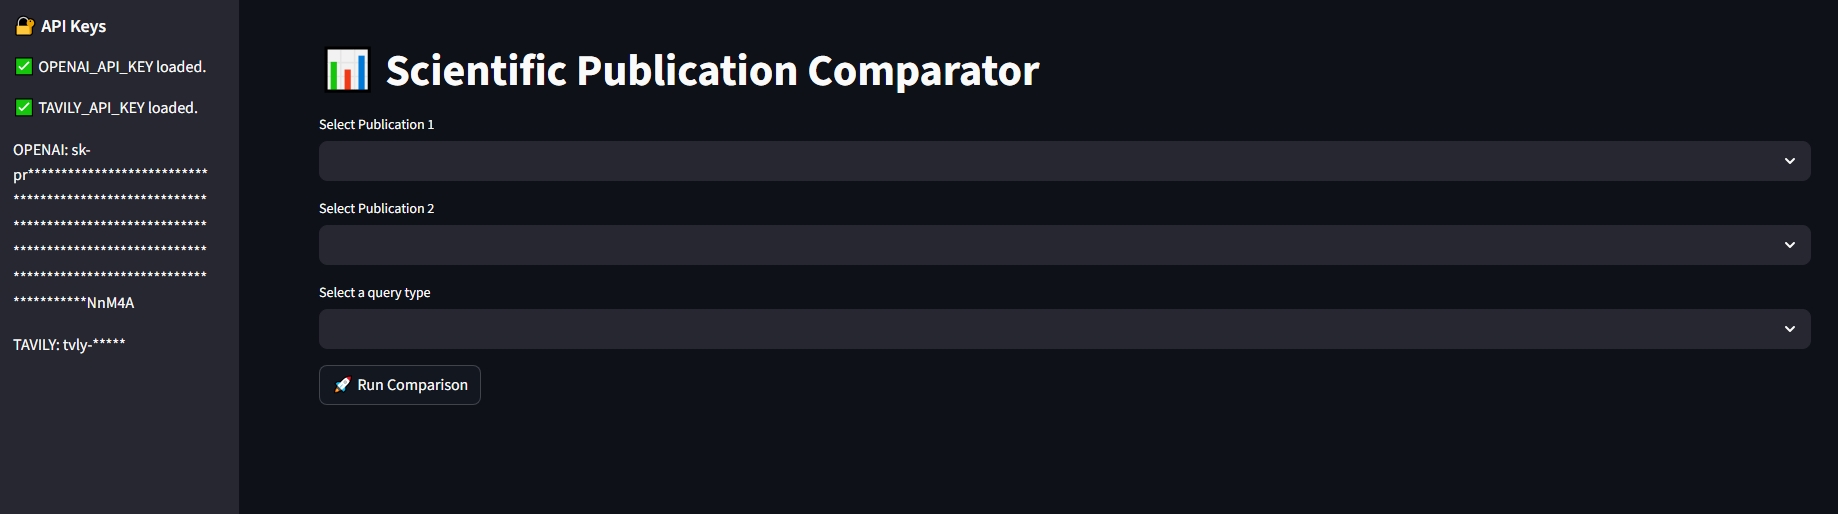 API Keys
OPENAI_API_KEY loaded.
TAVILY_API_KEY loaded.
OPENAI: sk-
pr***************************
*****************************
*****************************
*****************************
*****************************
***********NnM4A
TAVILY: tvly-*****
Scientific Publication Comparator
Select Publication 1
Select Publication 2
Select a query type
Run Comparison